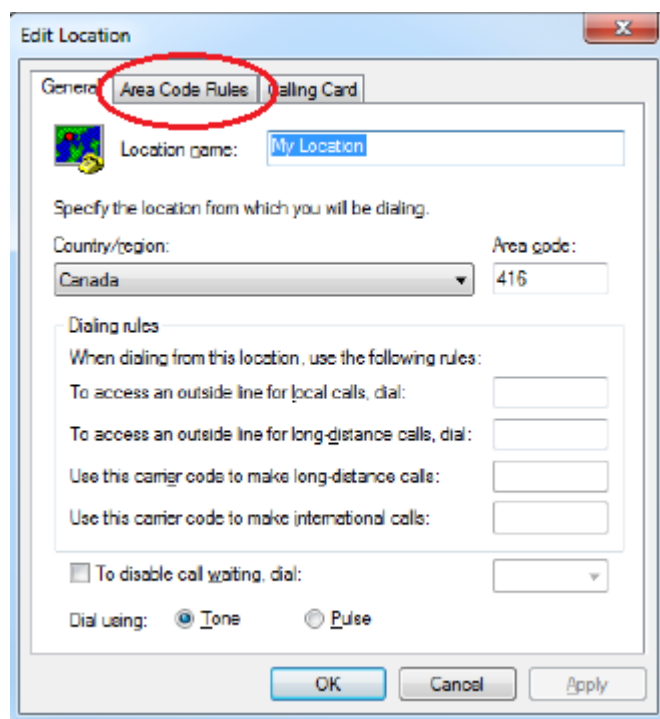 Edit Location
General Area Code Rules Calling Card
Location name: My Location
Specify the location from which you will be dialing.
Country/region: Area code:
Canada 416
Dialing rules
When dialing from this location, use the following rules:
To access an outside line for local calls, dial:
To access an outside line for long-distance calls, dial:
Use this carrier code to make long-distance calls:
Use this carrier code to make international calls:
To disable call waiting, dial:
Dial using: Tone Pulse
OK Cancel Apply